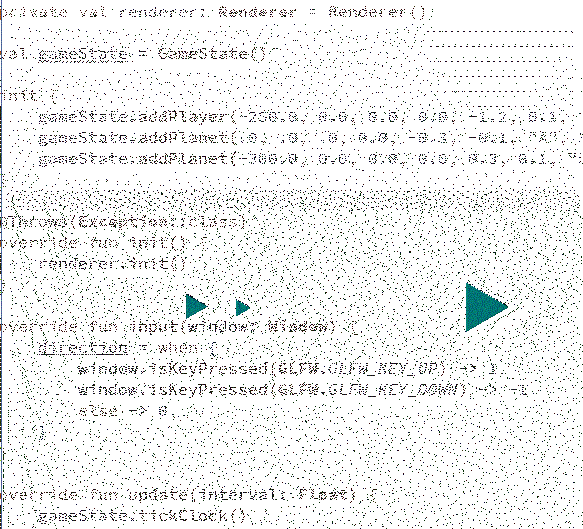 private val renderer: Renderer = Renderer()
val gameState = GameState()
init {
gameState.addPlayer(-200.0, 0.0, 0.0, 0.0, -1.2, 0.1,
gameState.addPlanet(.0, .0, .0, 0.0, -0.3, -0.1, "A",
gameState.addPlanet(-300.0, 0.0, 0.0, 0.0, 0.3, 0.1, "
@Throws(Exception::class)
override fun init()
renderer.init()
override fun input(window: Window) {
direction = when {
window.isKeyPressed(GLFW.GLFW_KEY_UP) -> 1
window.isKeyPressed(GLFW.GLFW_KEY_DOWN) -> -1
else -> 0
}
override fun update(interval: Float) {
gameState.tickClock()